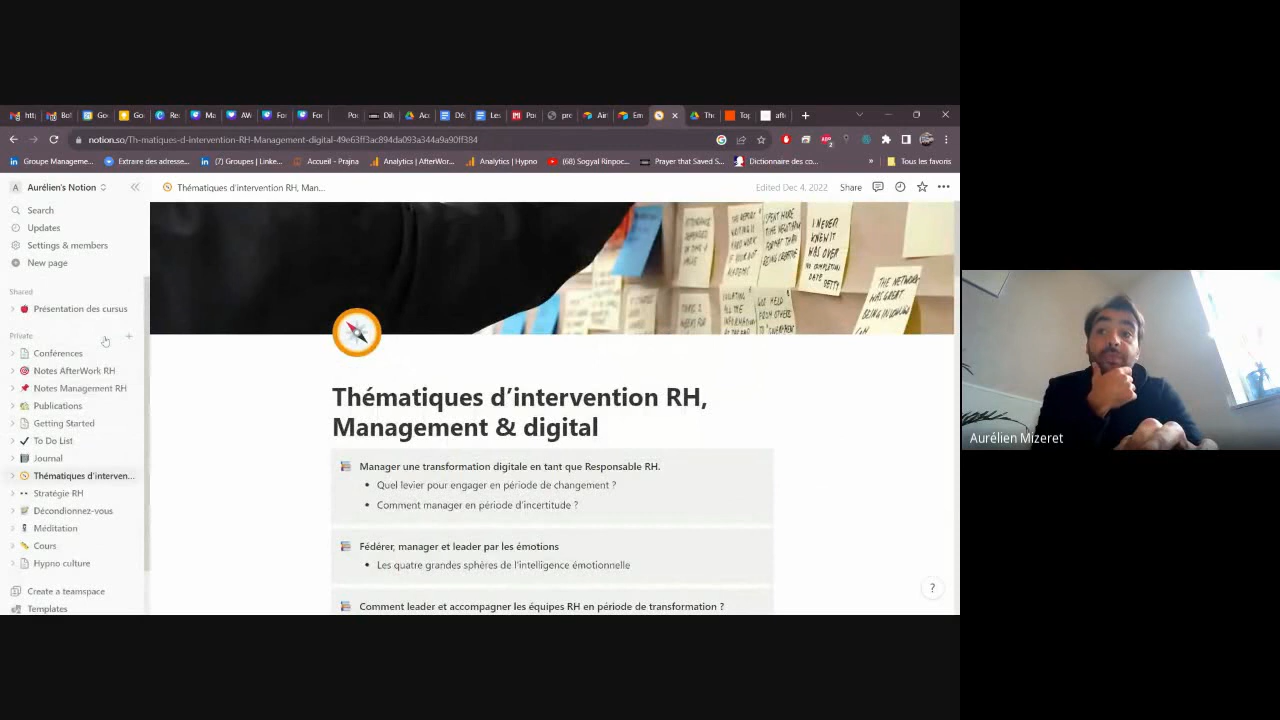 notion.so/Th-matiques-d-intervention-RH-Management-digital-49e63ff3ac894da093a344a9a90ff384
Groupe Manageme...
Extraire des adresse...
(7) Groupes | Linke...
Accueil - Prajna
Analytics | AfterWor...
Analytics | Hypno
(68) Sogyal Rinpoc...
Prayer that Saved S...
Dictionnaire des co...
Tous les favoris
Aurélien's Notion
Thématiques d'intervention RH, Man...
Edited Dec 4, 2022
Share
Search
Updates
Settings & members
New page
Shared
Présentation des cursus
Private
Conférences
Notes AfterWork RH
Notes Management RH
Publications
Getting Started
To Do List
Journal
Thématiques d'interven...
Stratégie RH
Décondionnez-vous
Méditation
Cours
Hypno culture
Create a teamspace
Templates
I NEVER
KNEW IT
WAS OVER
THE NETWORK
WAS GREAT
Thématiques d'intervention RH,
Management & digital
Manager une transformation digitale en tant que Responsable RH.
Quel levier pour engager en période de changement ?
Comment manager en période d'incertitude ?
Fédérer, manager et leader par les émotions
Les quatre grandes sphères de l'intelligence émotionnelle
Comment leader et accompagner les équipes RH en période de transformation ?
?
Aurélien Mizeret